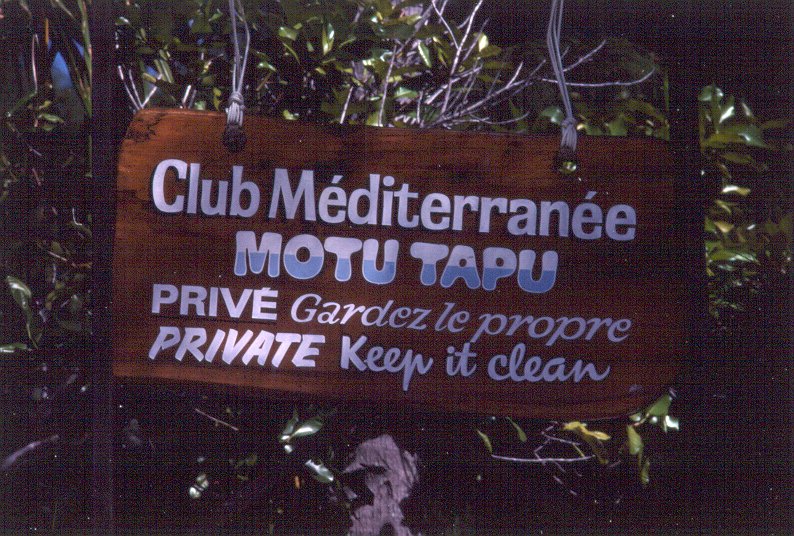 Club Méditerranée
MOTU TAPU
PRIVÉ Gardez le propre
PRIVATE Keep it clean